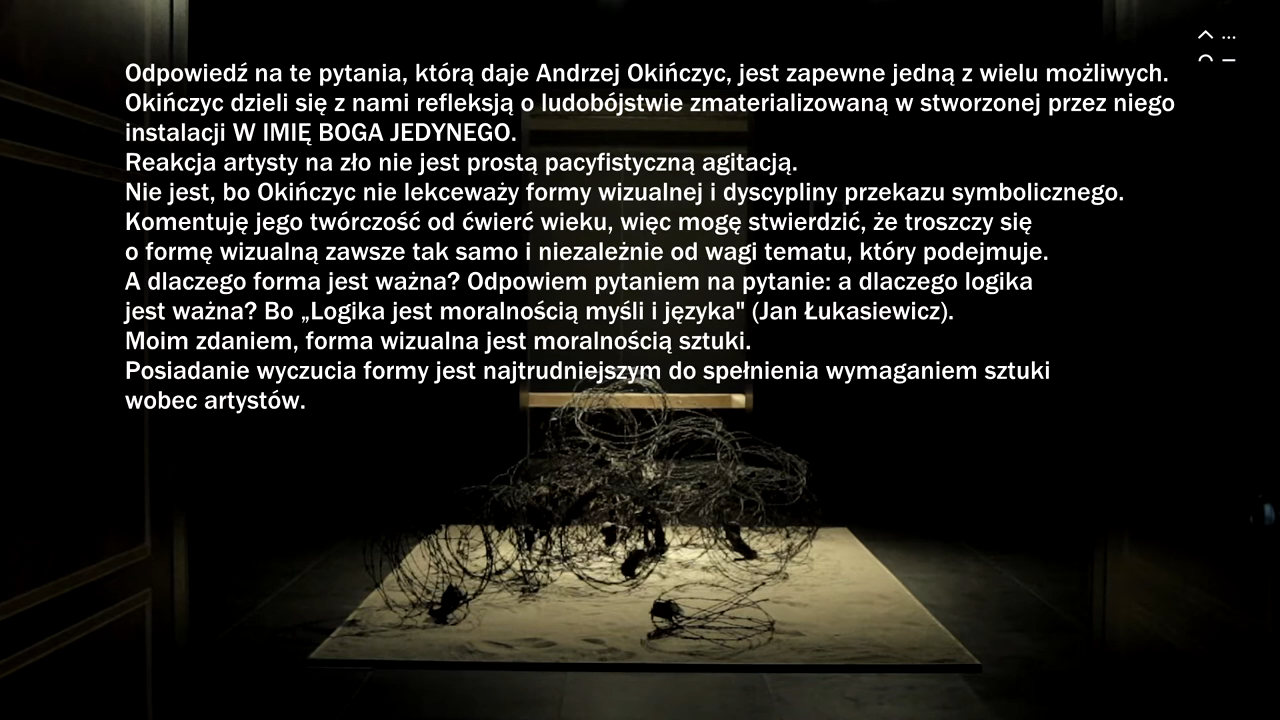 Odpowiedź na te pytania, którą daje Andrzej Okińczyc, jest zapewne jedną z wielu możliwych.
Okińczyc dzieli się z nami refleksją o ludobójstwie zmaterializowaną w stworzonej przez niego
instalacji W IMIĘ BOGA JEDYNEGO.
Reakcja artysty na zło nie jest prostą pacyfistyczną agitacją.
Nie jest, bo Okińczyc nie lekceważy formy wizualnej i dyscypliny przekazu symbolicznego.
Komentuję jego twórczość od ćwierć wieku, więc mogę stwierdzić, że troszczy się
o formę wizualną zawsze tak samo i niezależnie od wagi tematu, który podejmuje.
A dlaczego forma jest ważna? Odpowiem pytaniem na pytanie: a dlaczego logika
jest ważna? Bo „Logika jest moralnością myśli i języka" (Jan Łukasiewicz).
Moim zdaniem, forma wizualna jest moralnością sztuki.
Posiadanie wyczucia formy jest najtrudniejszym do spełnienia wymaganiem sztuki
wobec artystów.